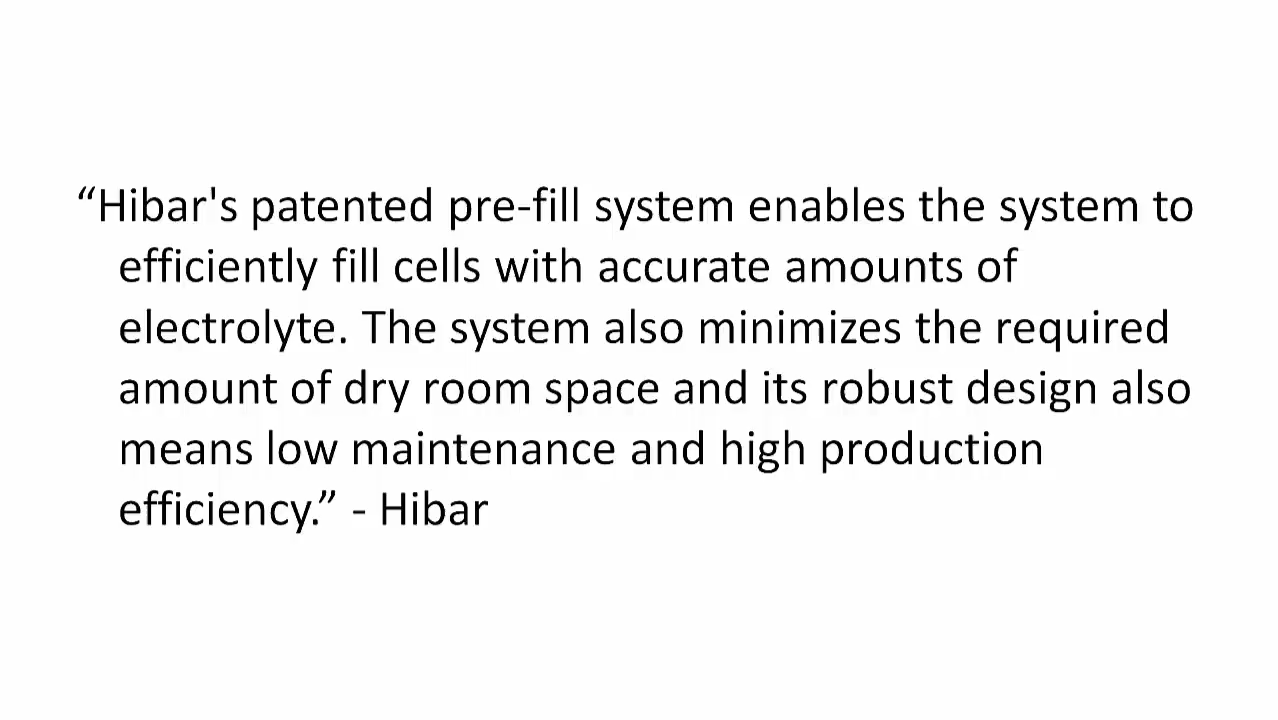 “Hibar's patented pre-fill system enables the system to
efficiently fill cells with accurate amounts of
electrolyte. The system also minimizes the required
amount of dry room space and its robust design also
means low maintenance and high production
efficiency.” - Hibar